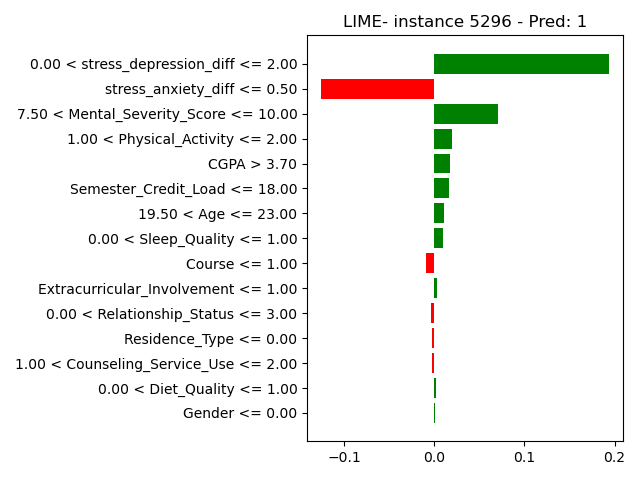 LIME- instance 5296 - Pred: 1
0.00 < stress_depression_diff <= 2.00
stress_anxiety_diff <= 0.50
7.50 < Mental_Severity_Score <= 10.00
1.00 < Physical_Activity <= 2.00
CGPA > 3.70
Semester_Credit_Load <= 18.00
19.50 < Age <= 23.00
0.00 < Sleep_Quality <= 1.00
Course <= 1.00
Extracurricular_Involvement <= 1.00
0.00 < Relationship_Status <= 3.00
Residence_Type <= 0.00
1.00 < Counseling_Service_Use <= 2.00
0.00 < Diet_Quality <= 1.00
Gender <= 0.00
−0.1 0.0 0.1 0.2